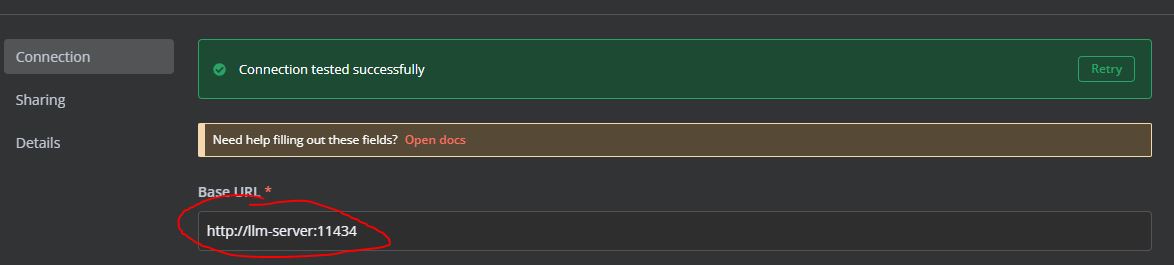 Connection
Connection tested successfully
Retry
Sharing
Need help filling out these fields? Open docs
Details
Base URL *
http://llm-server:11434